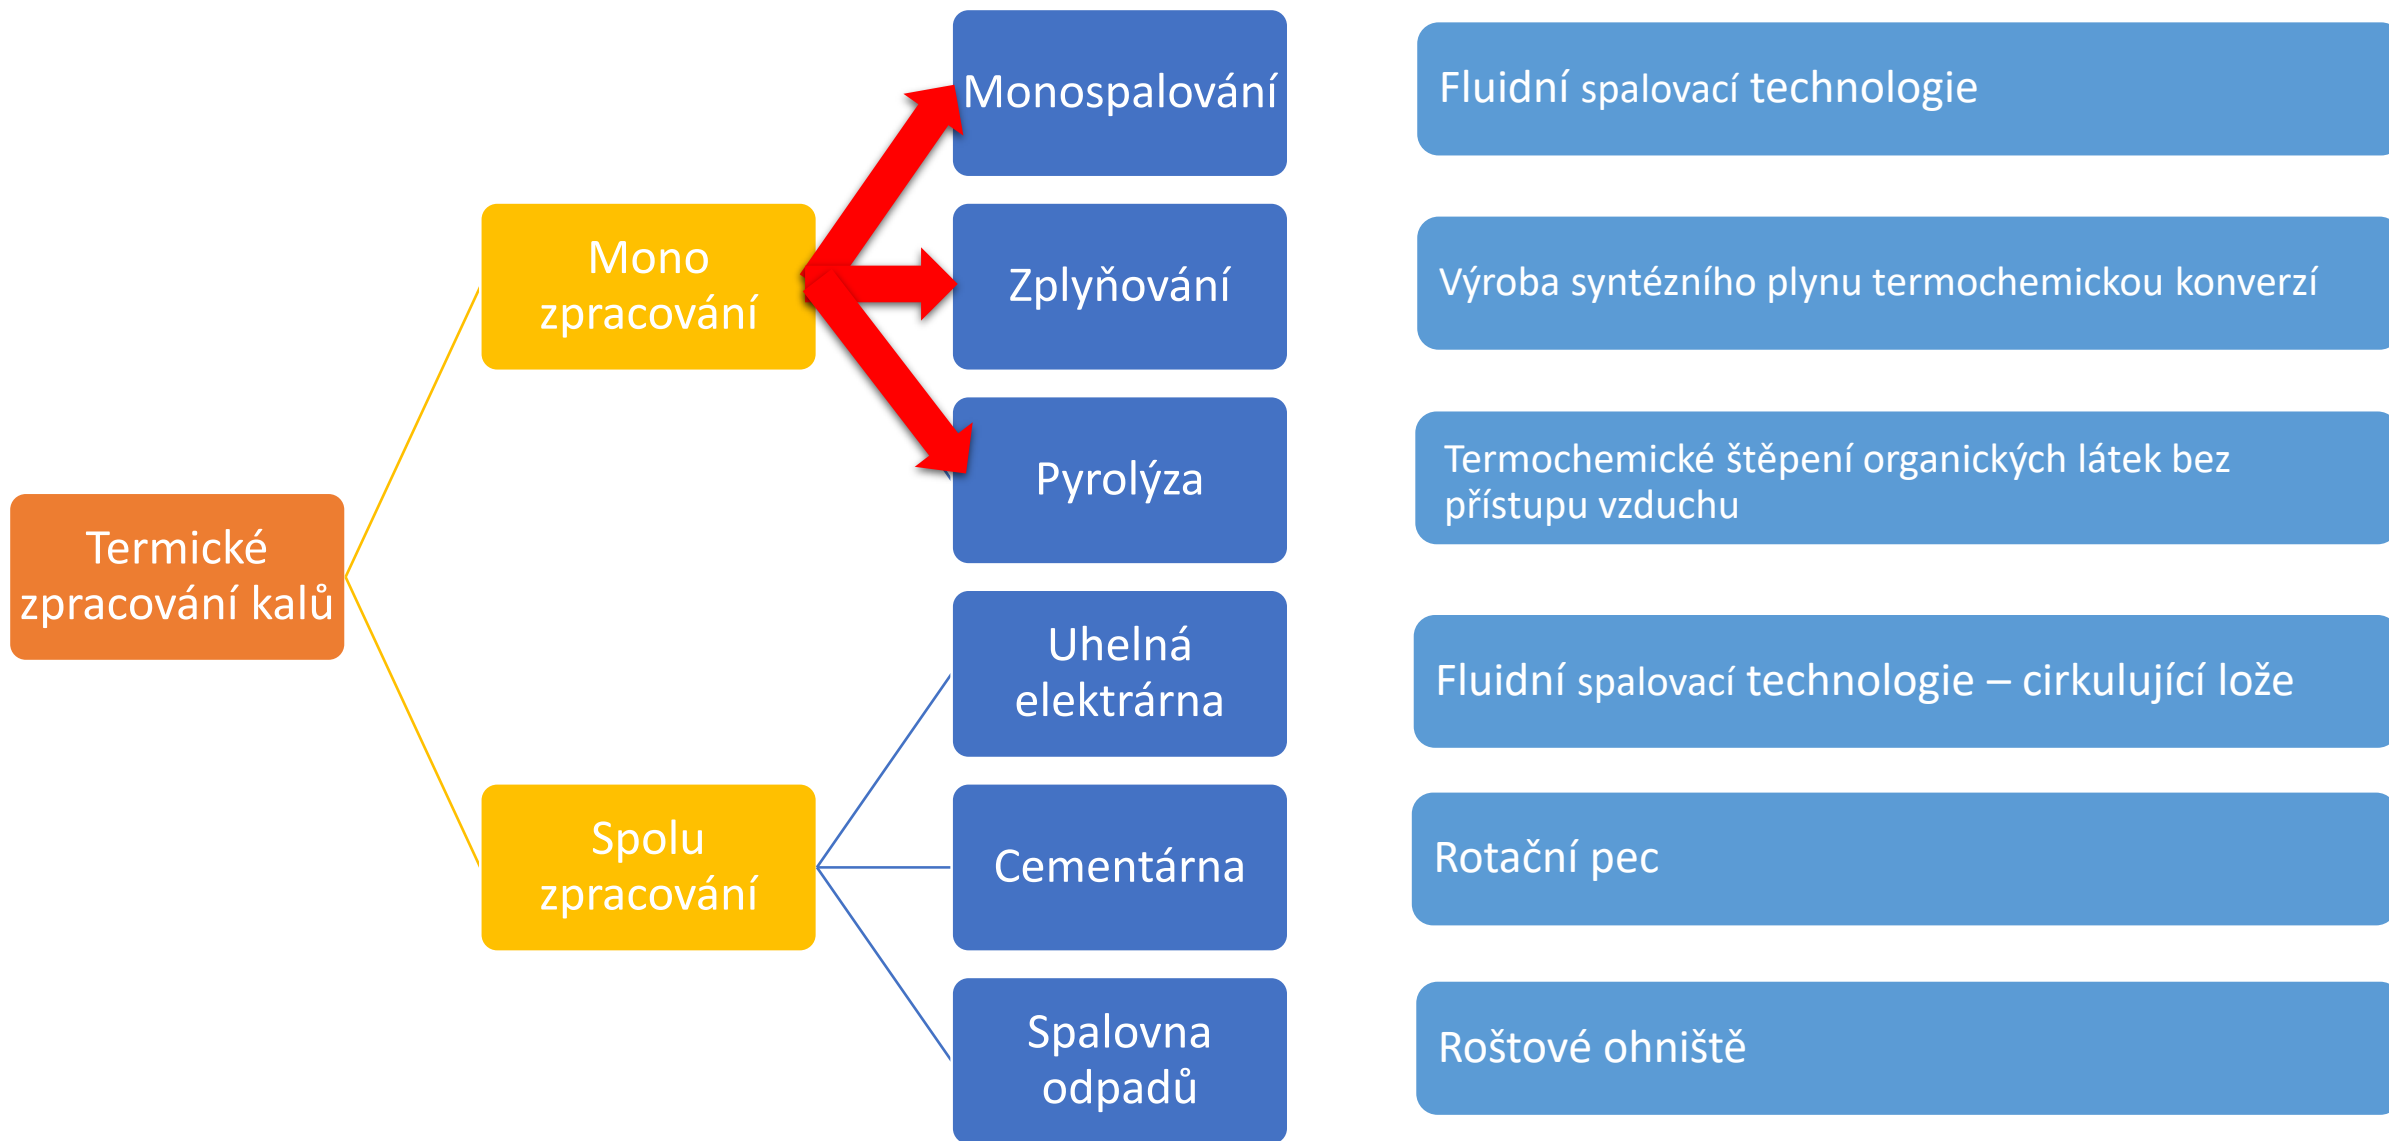 Termické
zpracování kalů
Mono
zpracování
Monospalování
Fluidní spalovací technologie
Zplyňování
Výroba syntézního plynu termochemickou konverzí
Pyrolýza
Termochemické štěpení organických látek bez
přístupu vzduchu
Spolu
zpracování
Uhelná
elektrárna
Fluidní spalovací technologie – cirkulující lože
Cementárna
Rotační pec
Spalovna
odpadů
Roštové ohniště